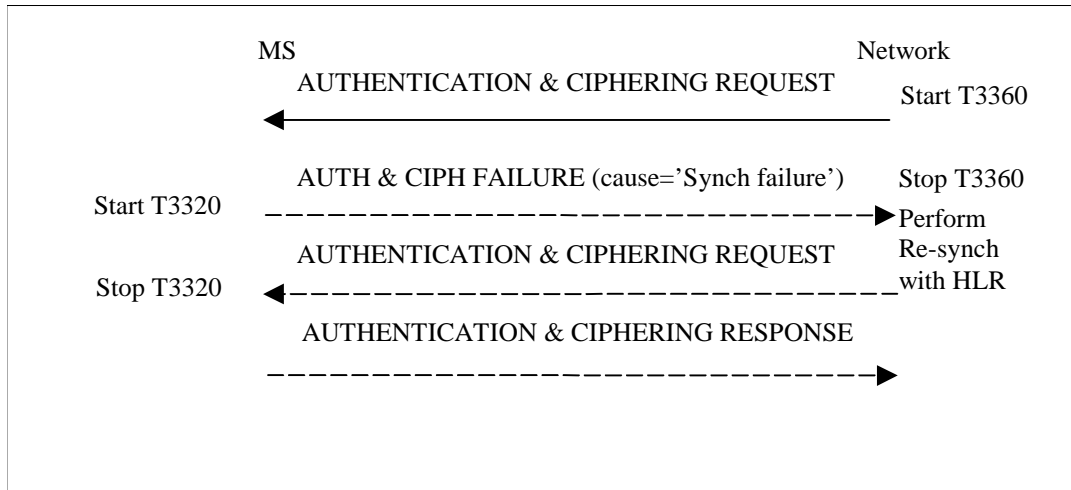 MS
Network
AUTHENTICATION & CIPHERING REQUEST
Start T3360
AUTH & CIPH FAILURE (cause=’Synch failure’)
Stop T3360
Start T3320
Perform
Re-synch
with HLR
AUTHENTICATION & CIPHERING REQUEST
Stop T3320
AUTHENTICATION & CIPHERING RESPONSE